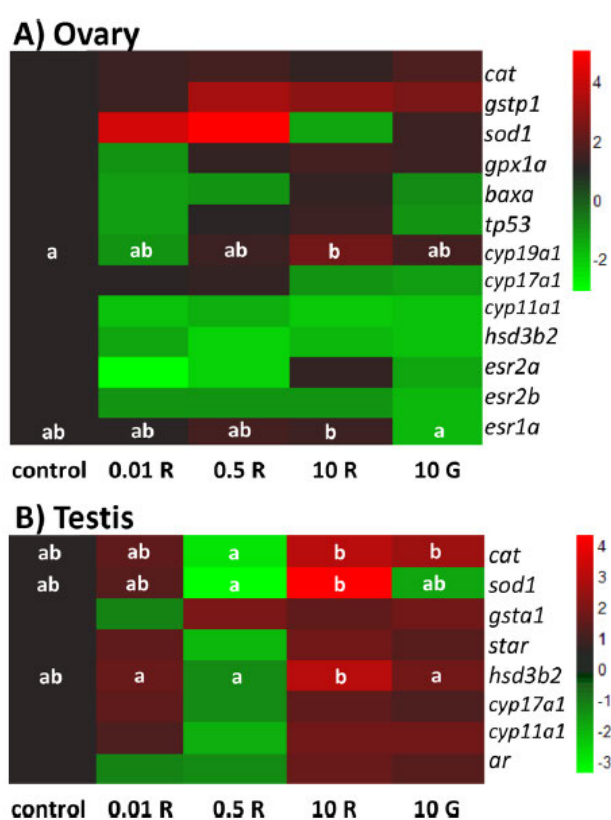 A) Ovary
cat
gstp1
sod1
gpx1a
baxa
tp53
a ab ab b ab cyp19a1
cyp17a1
cyp11a1
hsd3b2
esr2a
esr2b
ab ab ab b a esr1a
4
2
0
-2
control 0.01 R 0.5 R 10 R 10 G
B) Testis
ab ab a b b cat
ab ab a b ab sod1
gsta1
star
ab a a b a hsd3b2
cyp17a1
cyp11a1
ar
4
3
2
1
0
-1
-2
-3
control 0.01 R 0.5 R 10 R 10 G